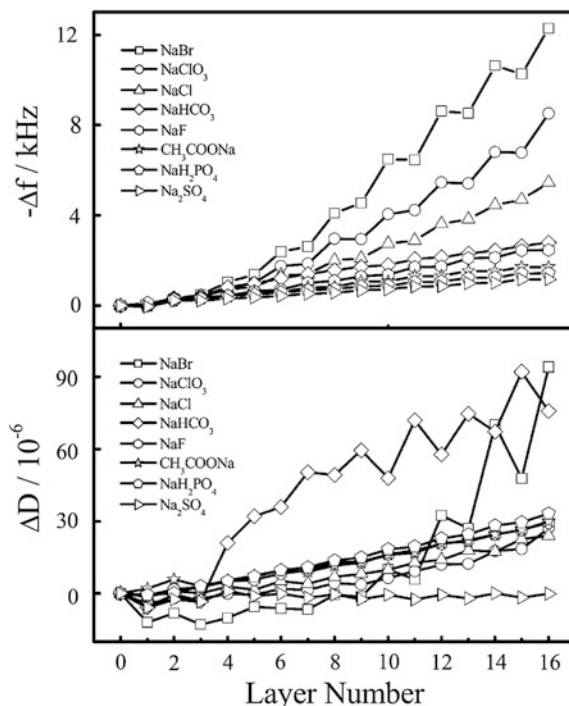 12
8
4
0
-Δf / kHz
NaBr
NaClO₃
NaCl
NaHCO₃
NaF
CH₃COONa
NaH₂PO₄
Na₂SO₄
90
60
30
0
ΔD / 10⁻⁶
NaBr
NaClO₃
NaCl
NaHCO₃
NaF
CH₃COONa
NaH₂PO₄
Na₂SO₄
0 2 4 6 8 10 12 14 16
Layer Number